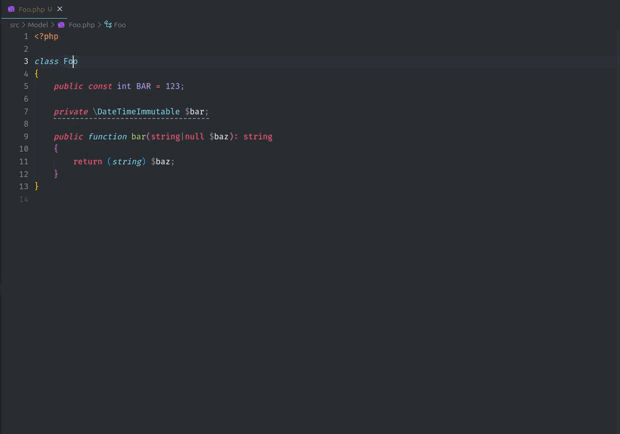 Foo.php U ×
src > Model > Foo.php > Foo
1 <?php
2
3 class Foo
4 {
5     public const int BAR = 123;
6
7     private \DateTimeImmutable $bar;
8
9     public function bar(string|null $baz): string
10     {
11         return (string) $baz;
12     }
13 }
14